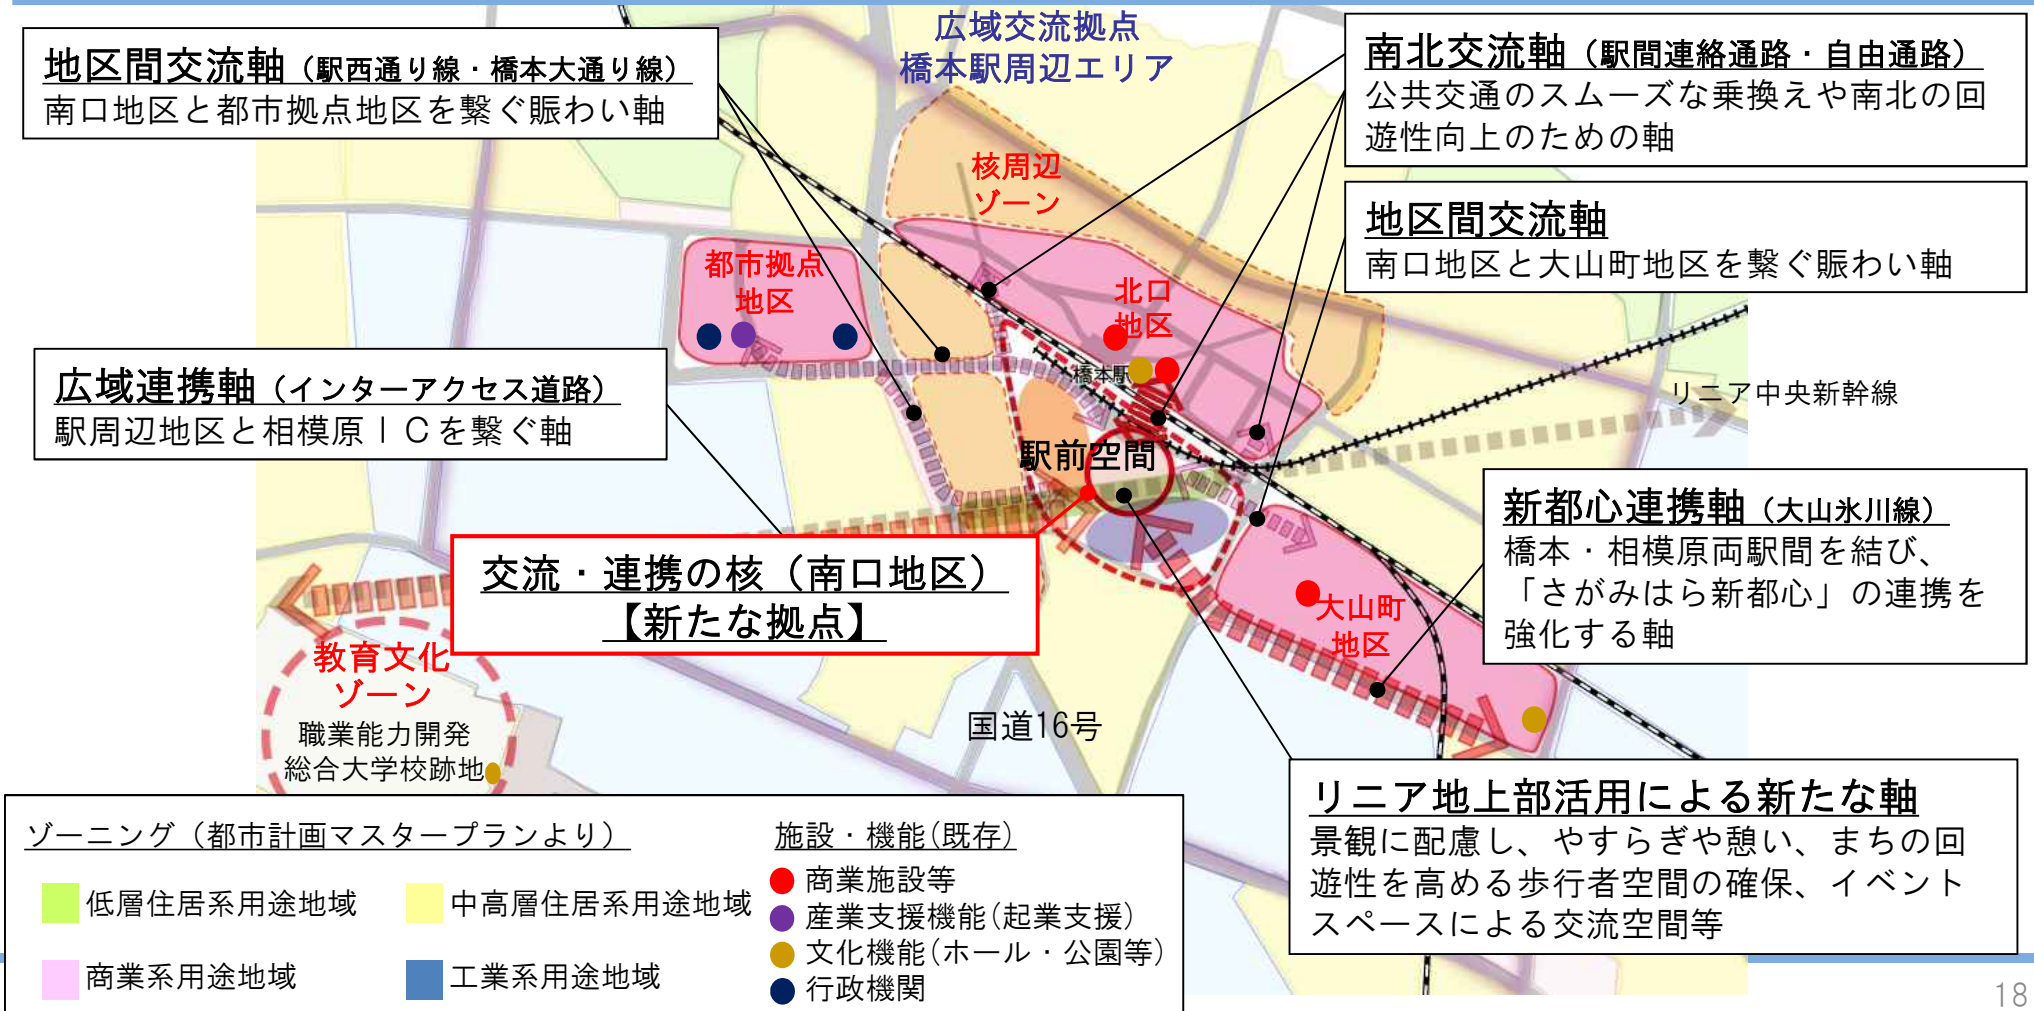 広域交流拠点
橋本駅周辺エリア
地区間交流軸（駅西通り線・橋本大通り線）
南口地区と都市拠点地区を繋ぐ賑わい軸
南北交流軸（駅間連絡通路・自由通路）
公共交通のスムーズな乗換えや南北の回
遊性向上のための軸
地区間交流軸
南口地区と大山町地区を繋ぐ賑わい軸
核周辺
ゾーン
都市拠点
地区
北口
地区
橋本駅
リニア中央新幹線
広域連携軸（インターアクセス道路）
駅周辺地区と相模原ＩＣを繋ぐ軸
駅前空間
新都心連携軸（大山氷川線）
橋本・相模原両駅間を結び、
「さがみはら新都心」の連携を
強化する軸
交流・連携の核（南口地区）
【新たな拠点】
大山町
地区
教育文化
ゾーン
職業能力開発
総合大学校跡地
国道16号
リニア地上部活用による新たな軸
景観に配慮し、やすらぎや憩い、まちの回
遊性を高める歩行者空間の確保、イベント
スペースによる交流空間等
ゾーニング（都市計画マスタープランより）
低層住居系用途地域
中高層住居系用途地域
商業系用途地域
工業系用途地域
施設・機能(既存)
商業施設等
産業支援機能(起業支援)
文化機能(ホール・公園等)
行政機関
18